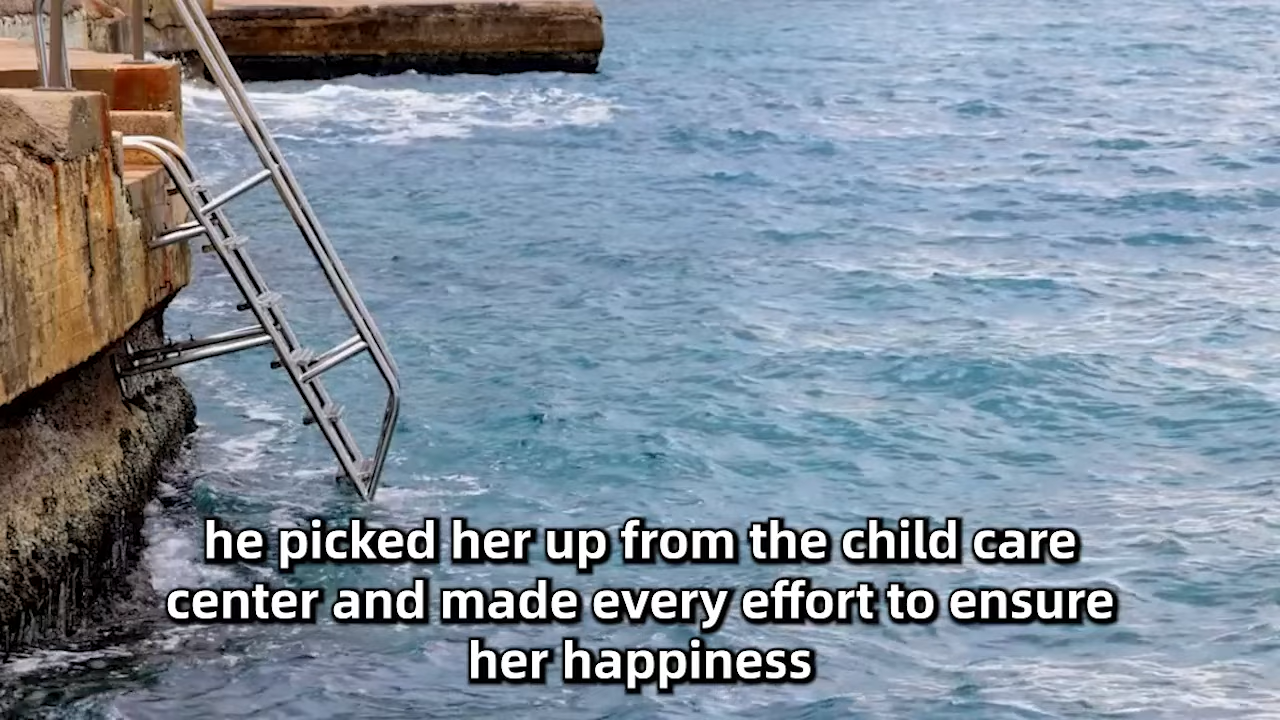 he picked her up from the child care
center and made every effort to ensure
her happiness